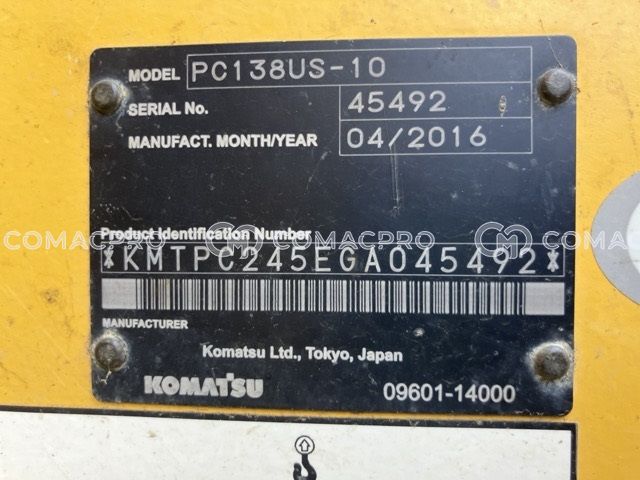 MODEL PC138US-10
SERIAL No. 45492
MANUFACT. MONTH/YEAR 04/2016
Product Identification Number
COMACPRO COMACPRO COMACPRO
*KMTPC245EGA045492*
MANUFACTURER
Komatsu Ltd., Tokyo, Japan
KOMATSU 09601-14000